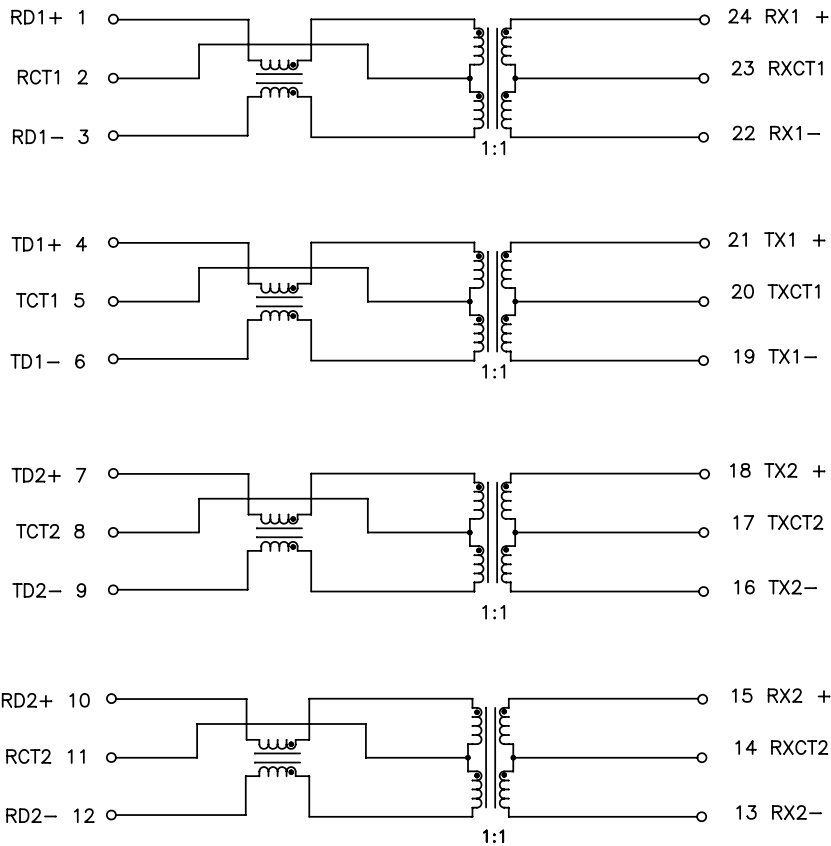 RD1+ 1
24 RX1 +
RCT1 2
23 RXCT1
RD1- 3
22 RX1-
1:1
TD1+ 4
21 TX1 +
TCT1 5
20 TXCT1
TD1- 6
19 TX1-
1:1
TD2+ 7
18 TX2 +
TCT2 8
17 TXCT2
TD2- 9
16 TX2-
1:1
RD2+ 10
15 RX2 +
RCT2 11
14 RXCT2
RD2- 12
13 RX2-
1:1